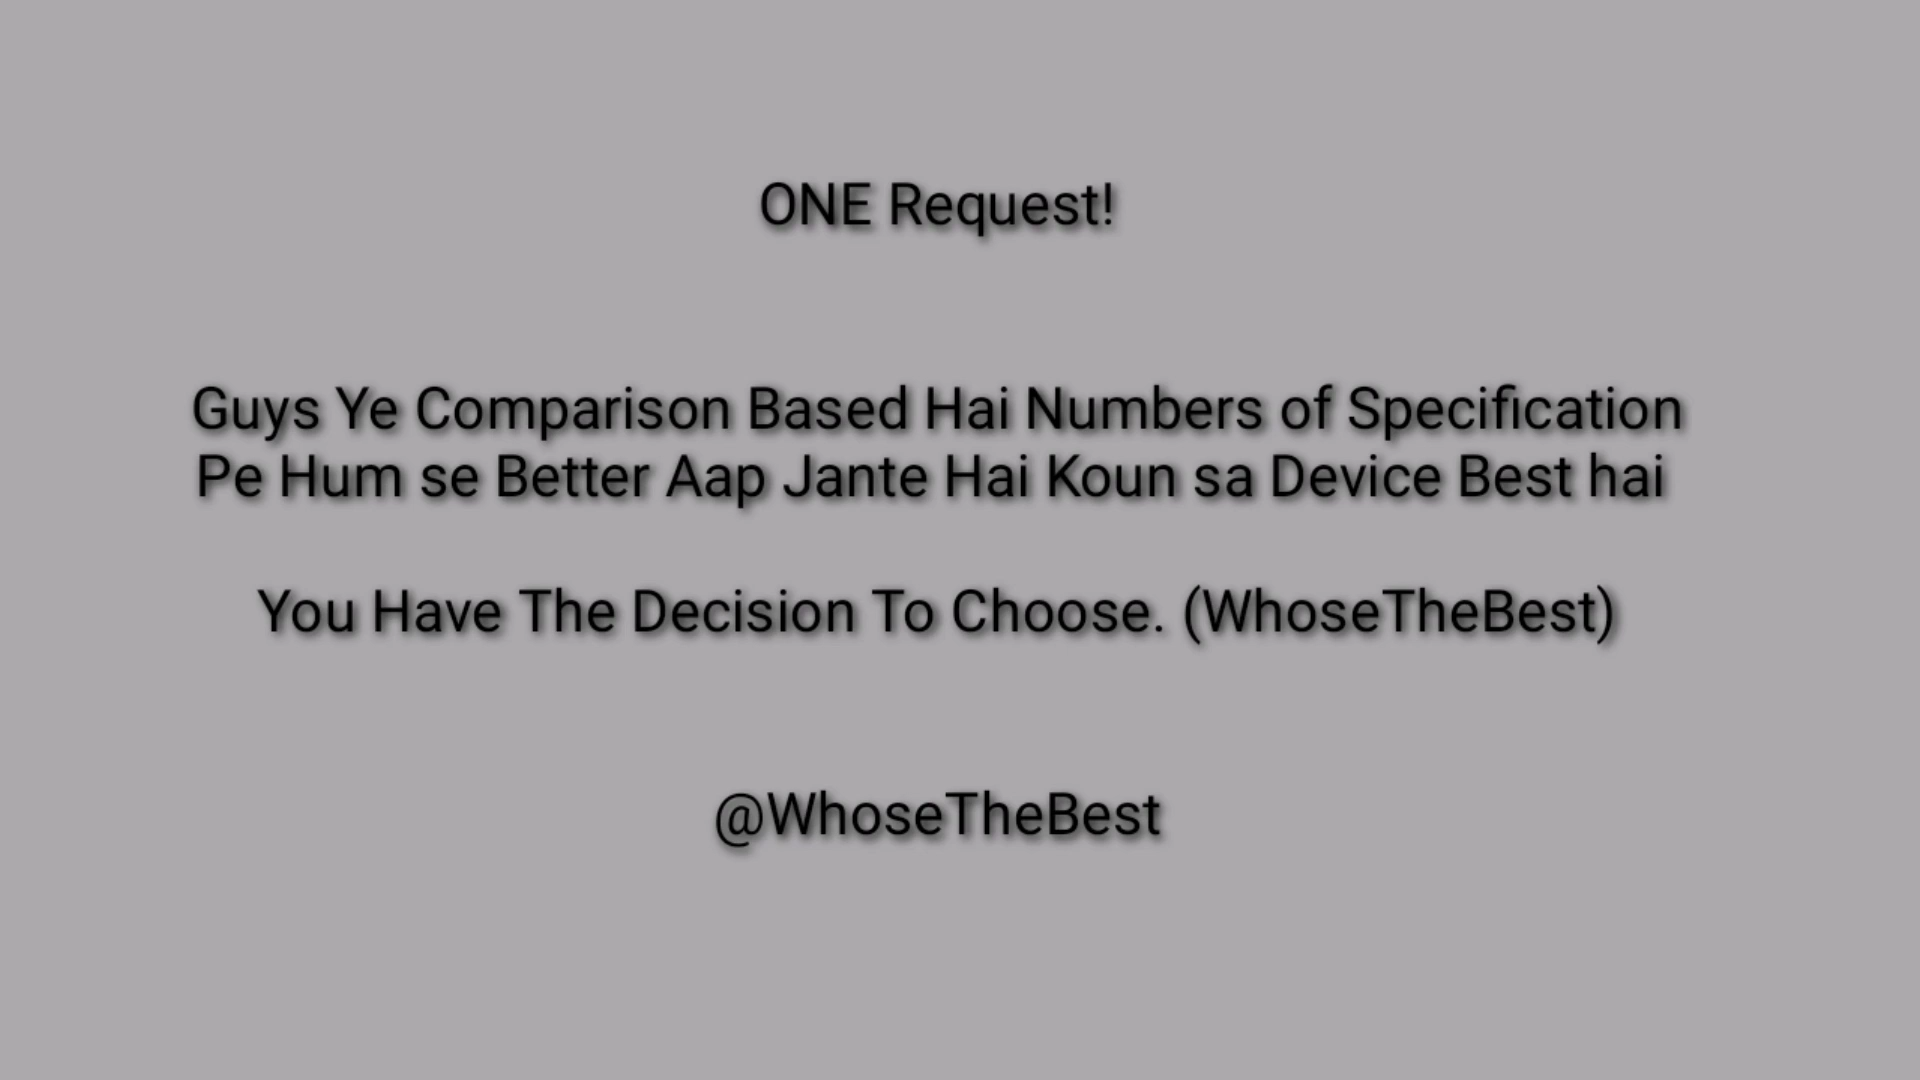 ONE Request!
Guys Ye Comparison Based Hai Numbers of Specification
Pe Hum se Better Aap Jante Hai Koun sa Device Best hai
You Have The Decision To Choose. (WhoseTheBest)
@WhoseTheBest